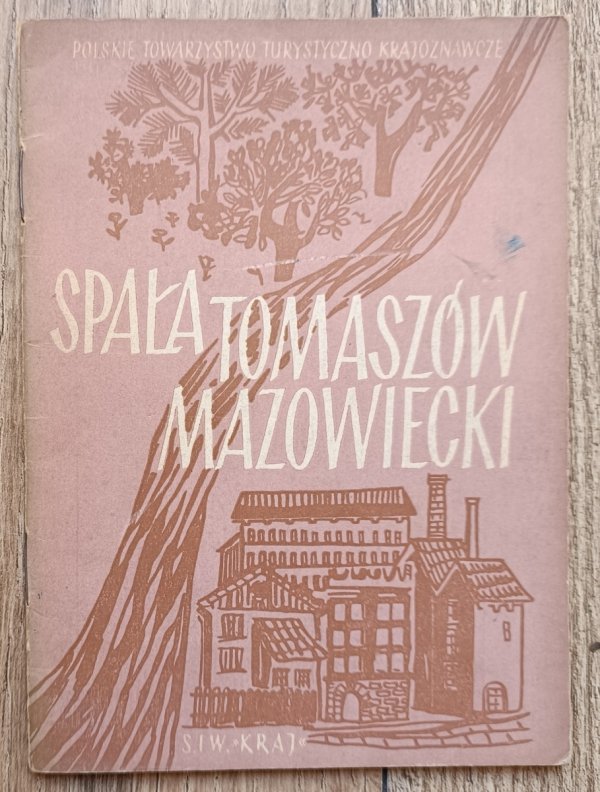 POLSKIE TOWARZYSTWO TURYSTYCZNO KRAJOZNAWCZE
SPAŁA TOMASZÓW
MAZOWIECKI
S. I W. »KRAJ«